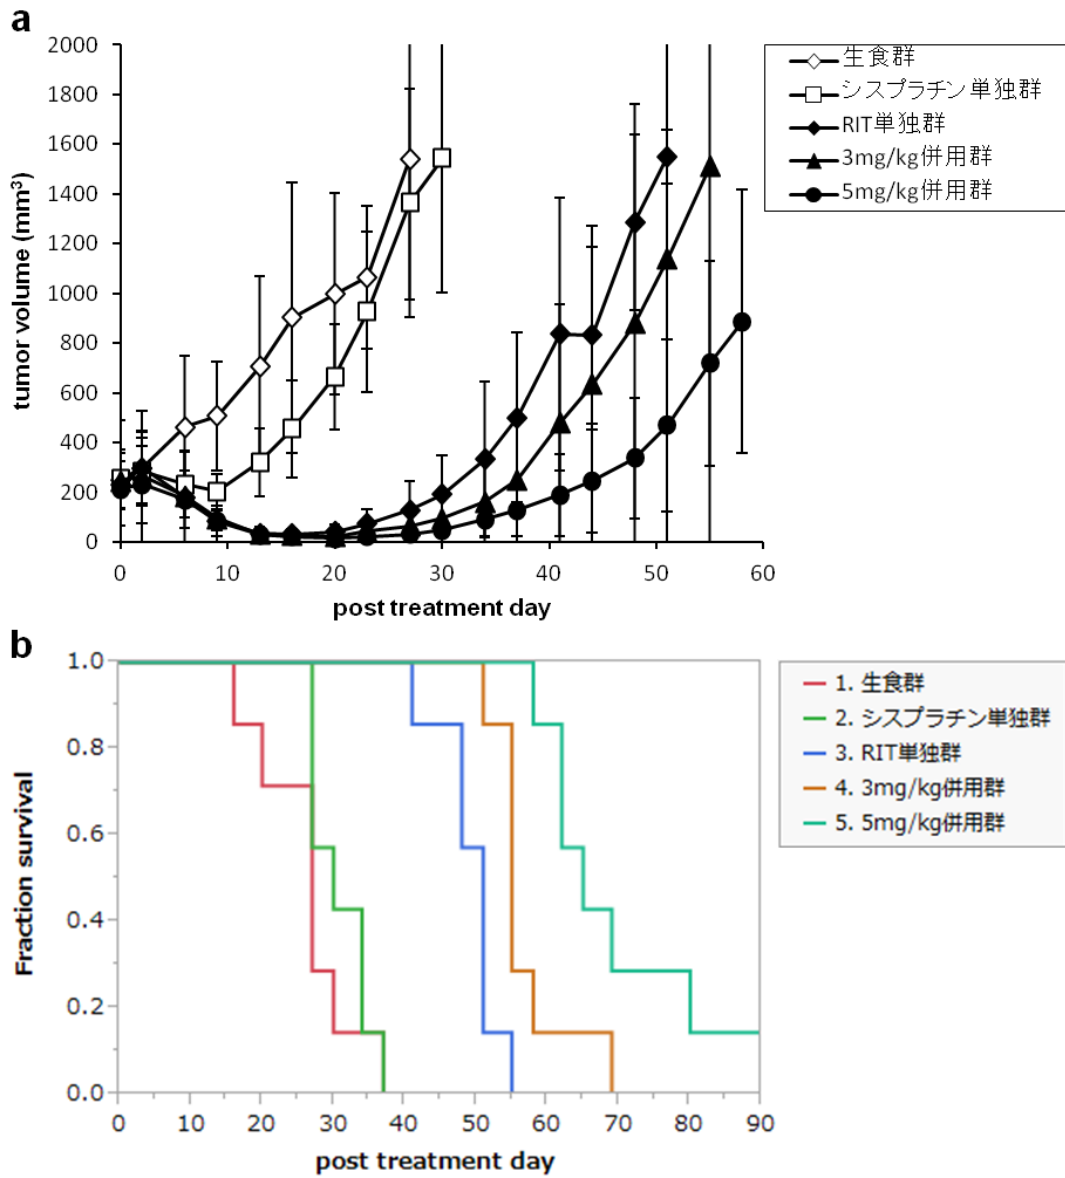 a
2000
1800
1600
1400
1200
1000
800
600
400
200
0
tumor volume (mm³)
0 10 20 30 40 50 60
post treatment day
生食群
シスプラチン単独群
RIT単独群
3mg/kg併用群
5mg/kg併用群
b
1.0
0.8
0.6
0.4
0.2
0.0
Fraction survival
0 10 20 30 40 50 60 70 80 90
post treatment day
1. 生食群
2. シスプラチン単独群
3. RIT単独群
4. 3mg/kg併用群
5. 5mg/kg併用群